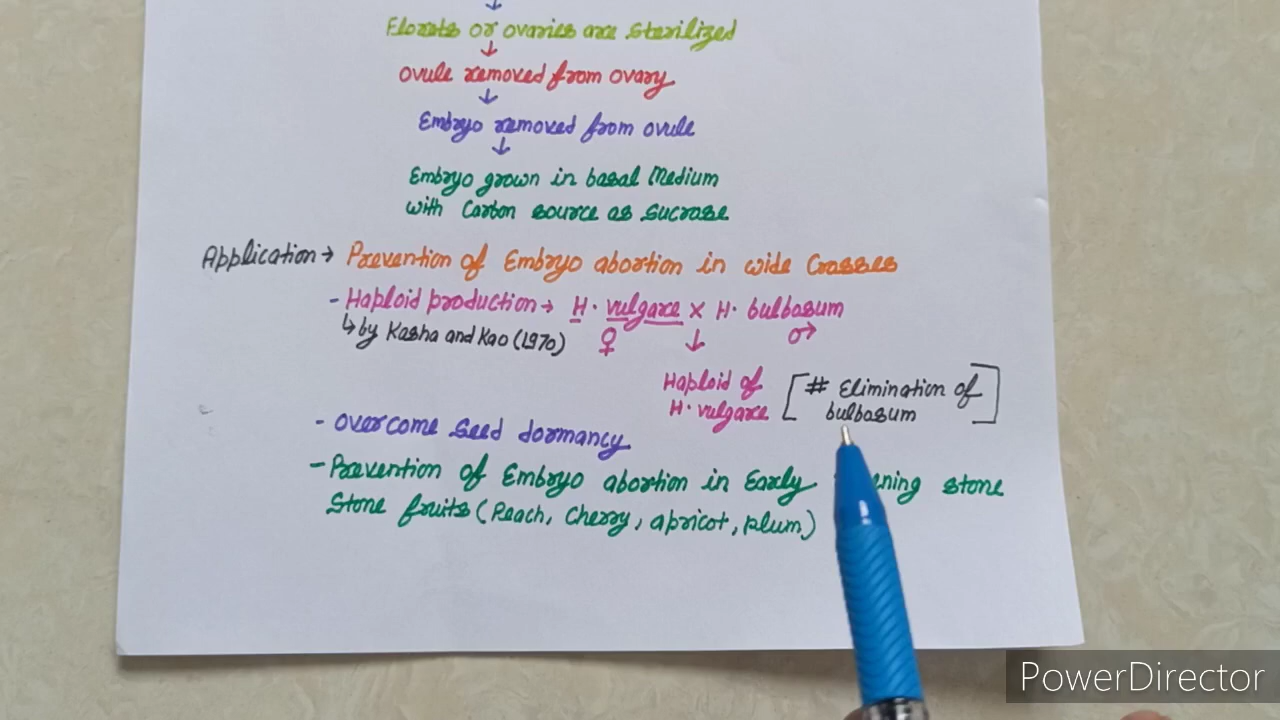 Florets or ovaries are sterilized
Ovule removed from ovary
Embryo removed from ovule
Embryo grown in basal Medium
with Carbon source as sucrose
Application → Prevention of Embryo abortion in wide Crosses
- Haploid production → H. vulgare x H. bulbosum
↳ by Kasha and Kao (1970) ♀ ↓ ♂
Haploid of [ # Elimination of
H. vulgare bulbosum ]
- Overcome seed dormancy
- Prevention of Embryo abortion in Early ening stone
stone fruits (Peach, Cherry, apricot, plum)
PowerDirector